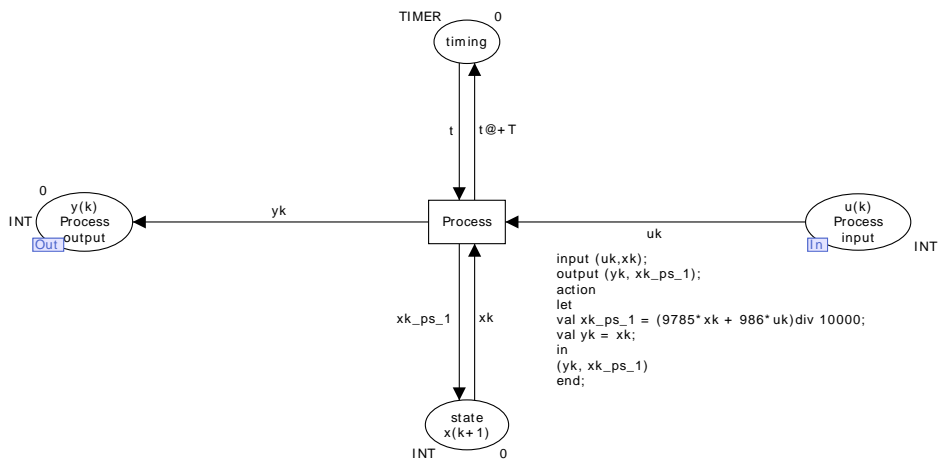 TIMER
0
timing
t
t@+T
0
INT
y(k)
Process
output
Out
yk
Process
uk
u(k)
Process
input
In
INT
input (uk,xk);
output (yk, xk_ps_1);
action
let
val xk_ps_1 = (9785*xk + 986*uk)div 10000;
val yk = xk;
in
(yk, xk_ps_1)
end;
xk_ps_1
xk
state
x(k+1)
INT
0